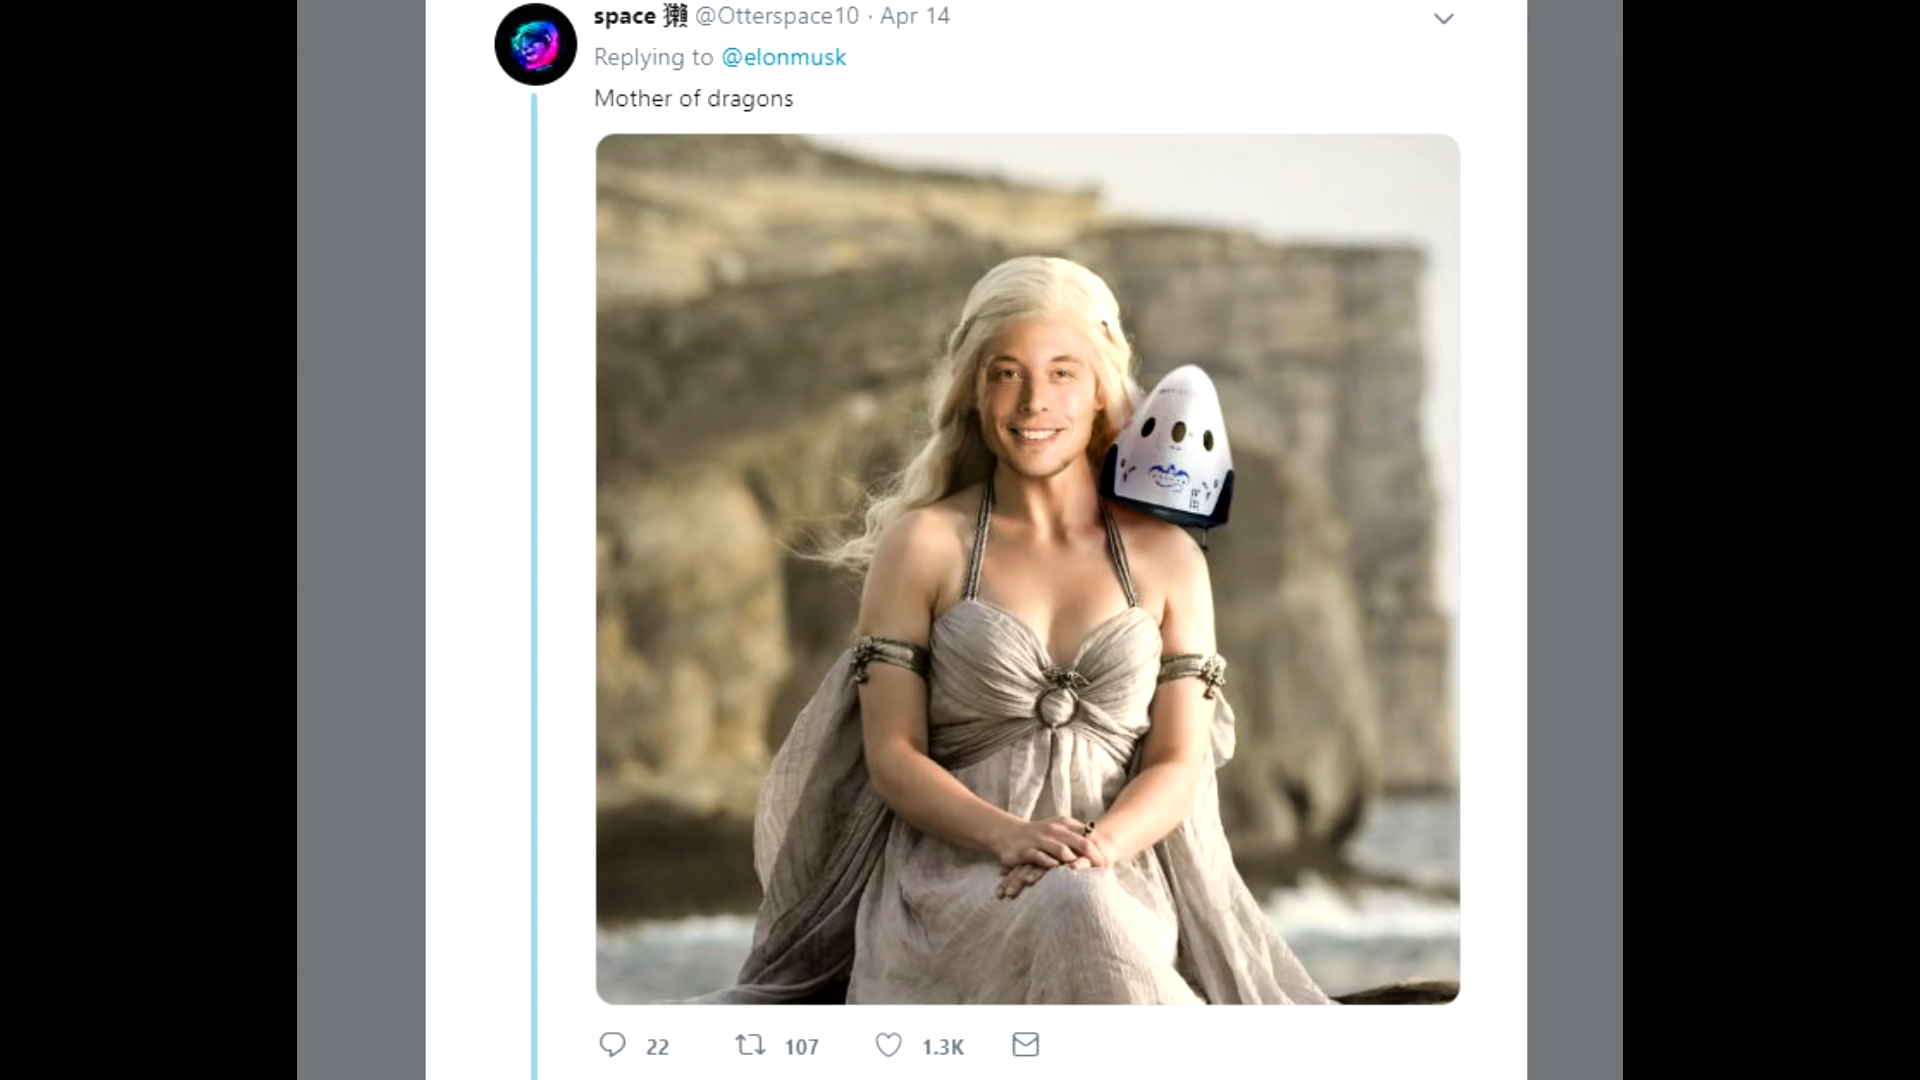 space 獺 @Otterspace10 · Apr 14
Replying to @elonmusk
Mother of dragons
22 107 1.3K